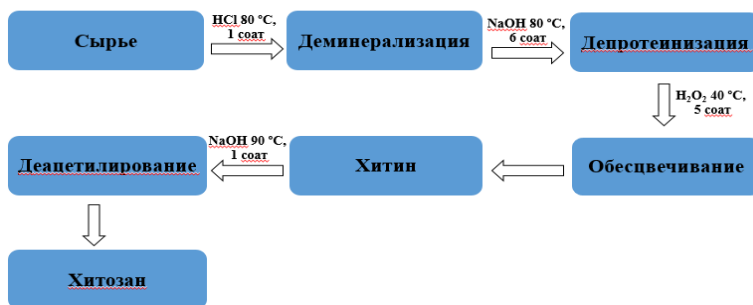 Сырье
HCl 80 °C,
1 соат
Деминерализация
NaOH 80 °C,
6 соат
Депротеинизация
H₂O₂ 40 °C,
5 соат
Обесцвечивание
Хитин
NaOH 90 °C,
1 соат
Деапетилирование
Хитозан